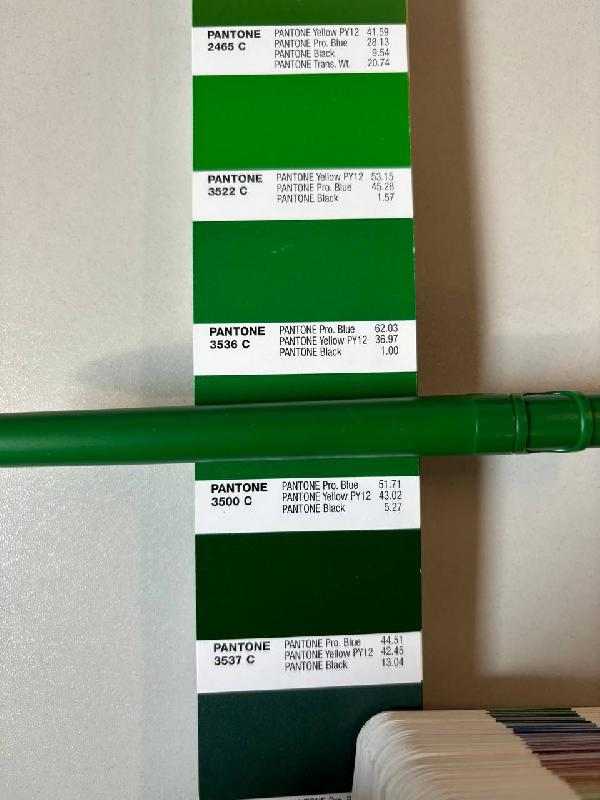 PANTONE
2465 C
PANTONE Yellow PY12 41.59
PANTONE Pro. Blue 28.13
PANTONE Black 9.54
PANTONE Trans. Wt. 20.74
PANTONE
3522 C
PANTONE Yellow PY12 53.15
PANTONE Pro. Blue 45.28
PANTONE Black 1.57
PANTONE
3536 C
PANTONE Pro. Blue 62.03
PANTONE Yellow PY12 36.97
PANTONE Black 1.00
PANTONE
3500 C
PANTONE Pro. Blue 51.71
PANTONE Yellow PY12 43.02
PANTONE Black 5.27
PANTONE
3537 C
PANTONE Pro. Blue 44.51
PANTONE Yellow PY12 42.45
PANTONE Black 13.04